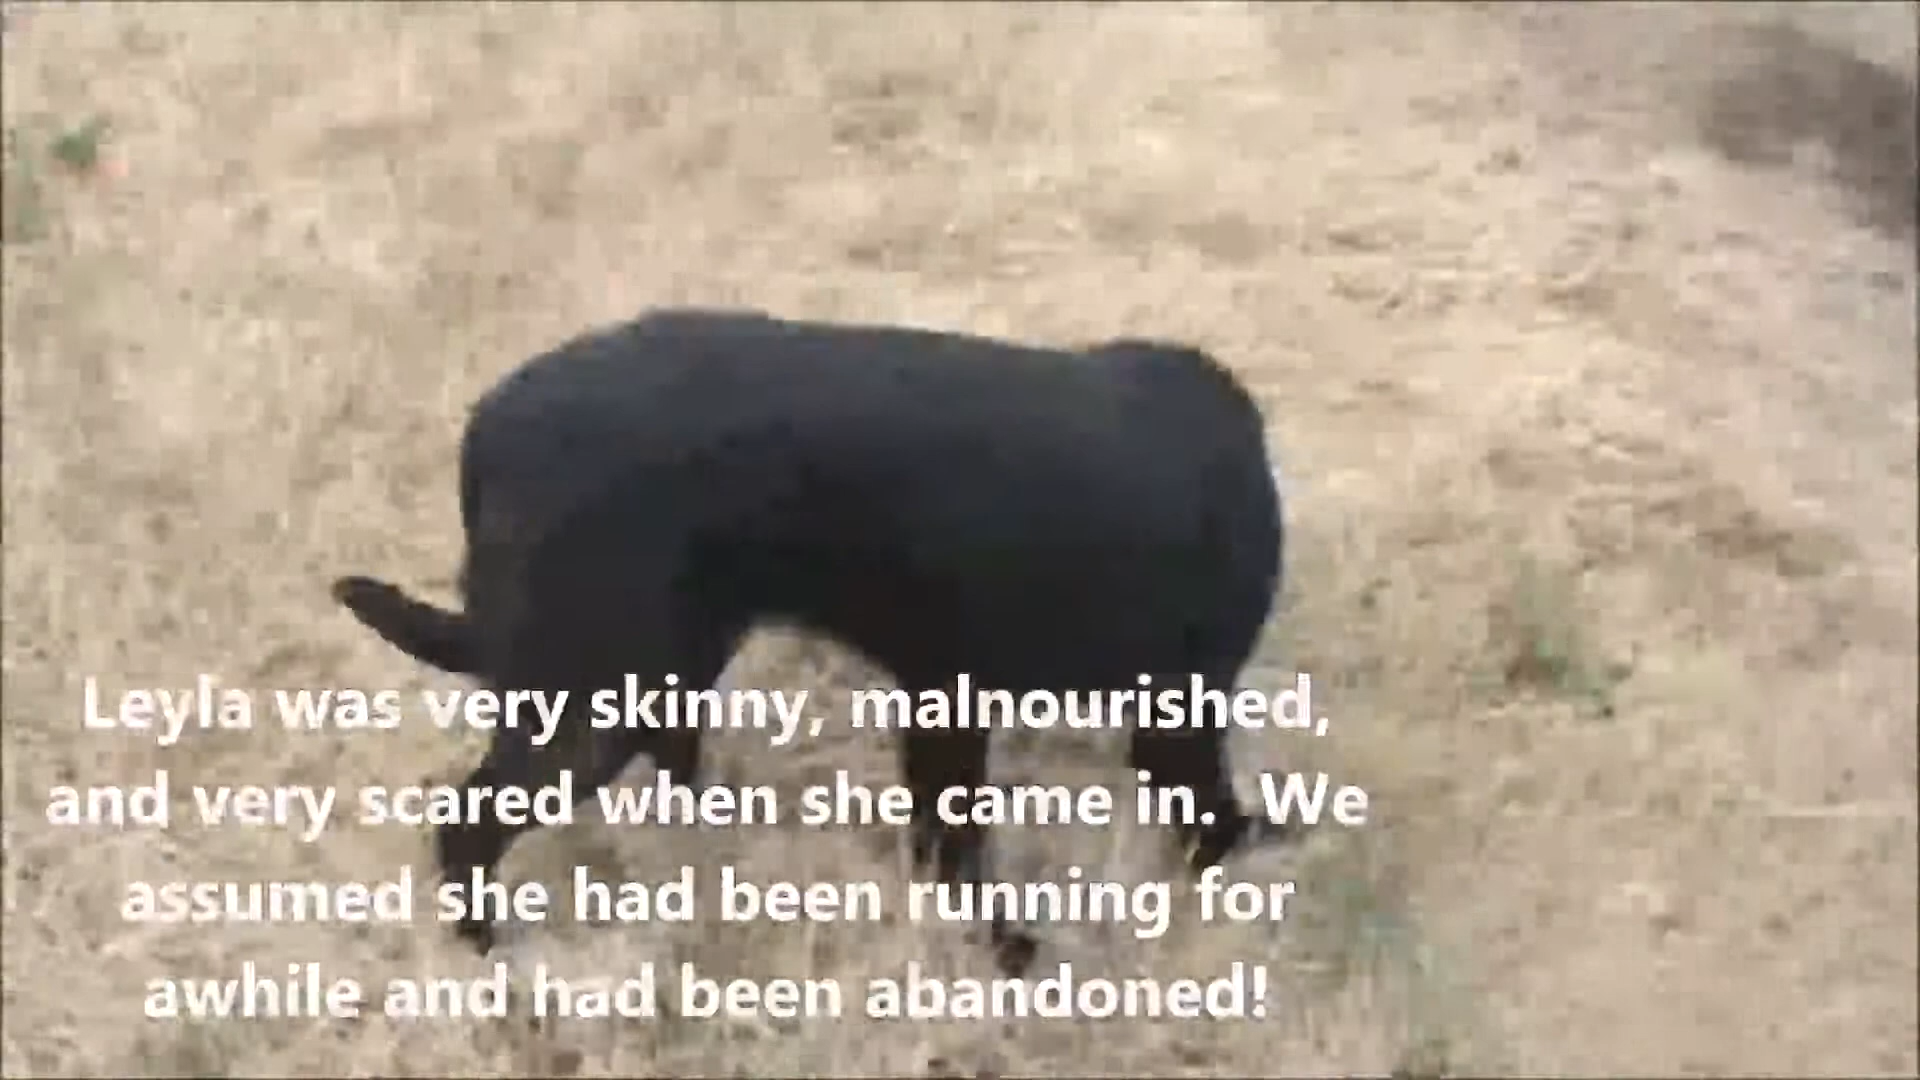 Leyla was very skinny, malnourished,
and very scared when she came in.  We
assumed she had been running for
awhile and had been abandoned!